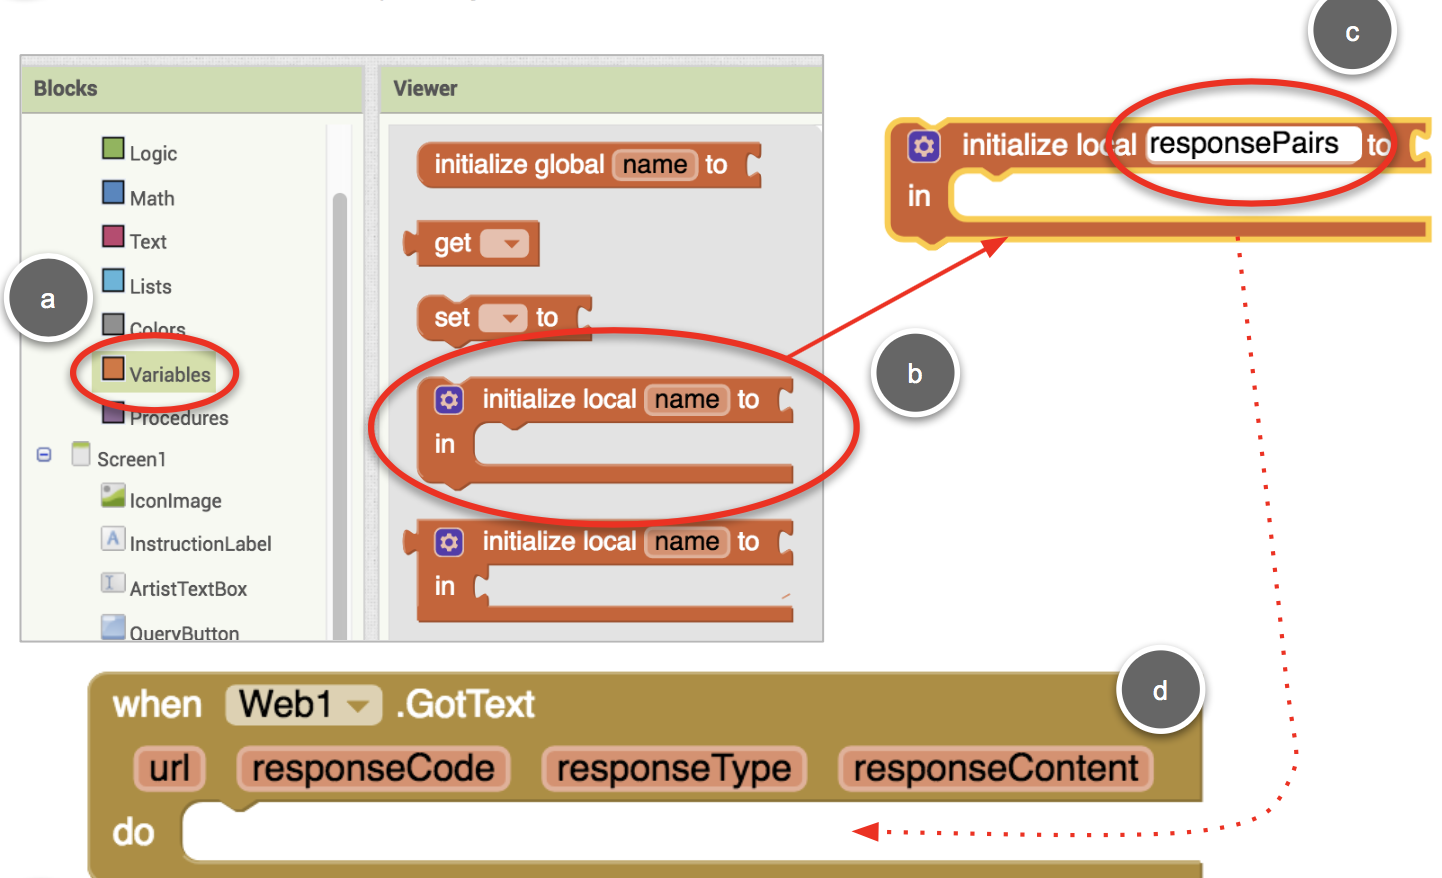 c
Blocks
Viewer
Logic
Math
Text
Lists
Colors
Variables
Procedures
Screen1
IconImage
InstructionLabel
ArtistTextBox
QueryButton
a
initialize global name to
get
set to
initialize local name to
in
initialize local name to
in
b
initialize local responsePairs to
in
d
when Web1 .GotText
url responseCode responseType responseContent
do